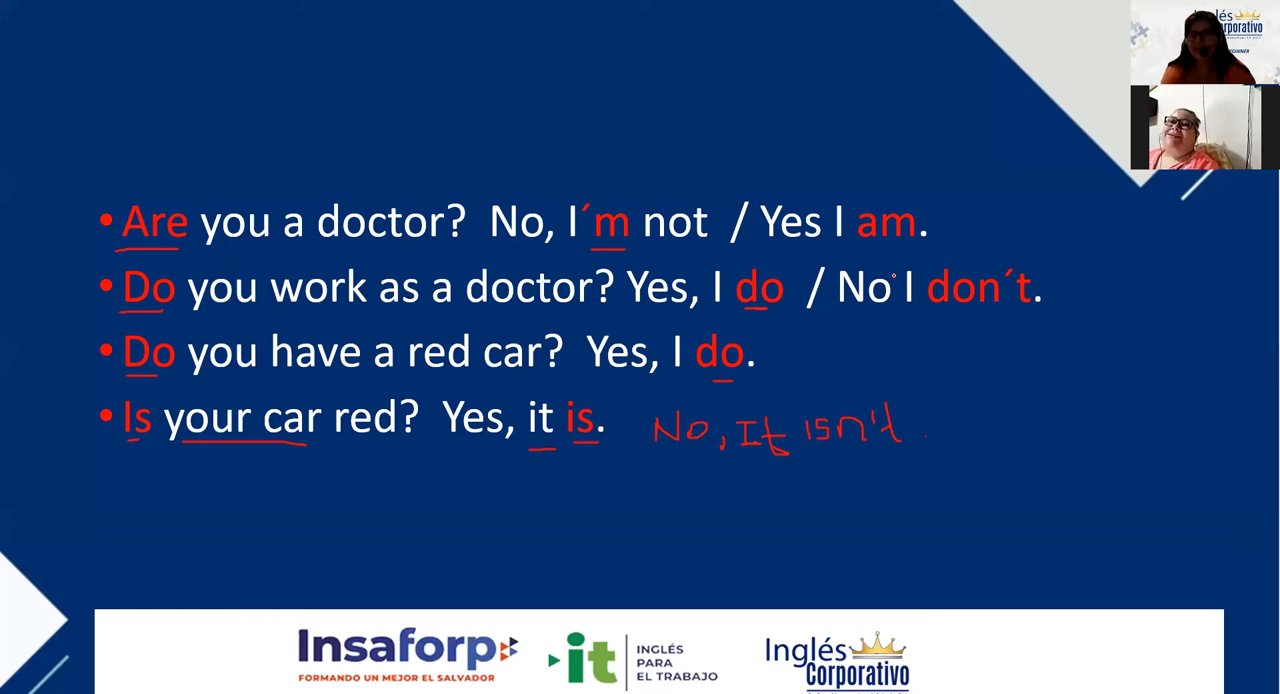 Inglés
Corporativo
• Are you a doctor?  No, I´m not  / Yes I am.
• Do you work as a doctor? Yes, I do  / No I don´t.
• Do you have a red car?  Yes, I do.
• Is your car red?  Yes, it is.  No, It isn't.
Insaforp
FORMANDO UN MEJOR EL SALVADOR
it
INGLÉS
PARA
EL TRABAJO
Inglés
Corporativo